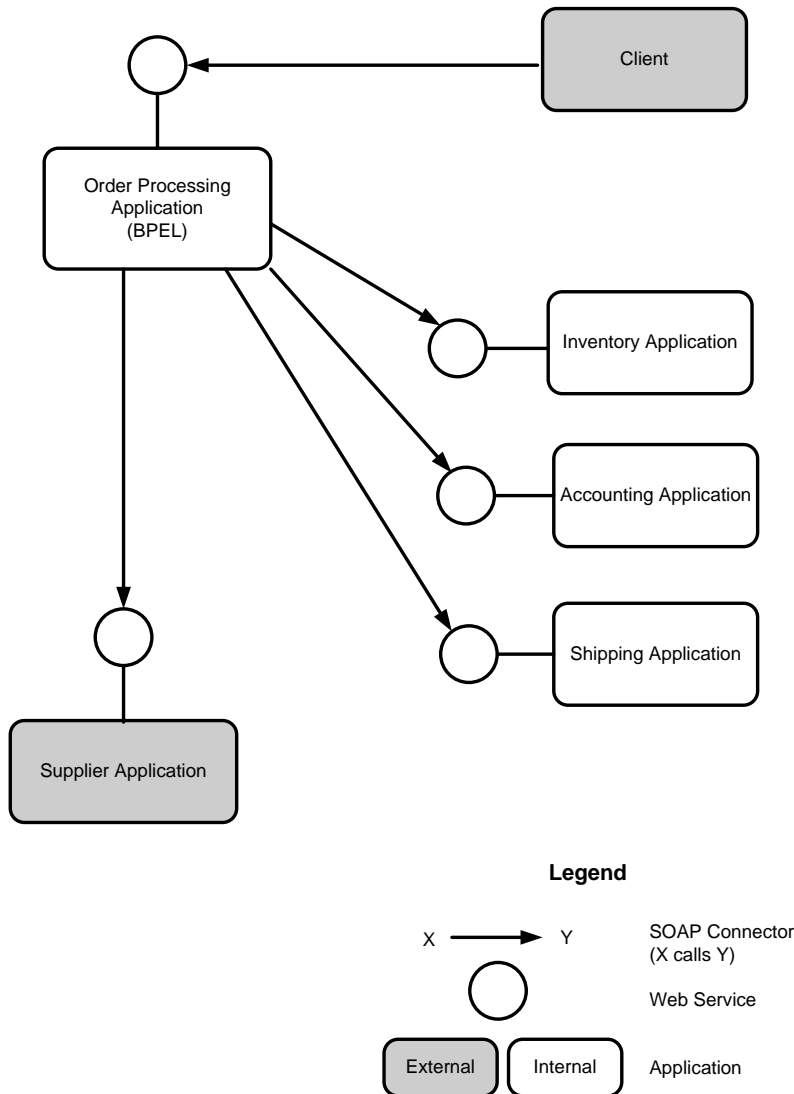 Client
Order Processing
Application
(BPEL)
Inventory Application
Accounting Application
Shipping Application
Supplier Application
Legend
X
Y
SOAP Connector
(X calls Y)
Web Service
External
Internal
Application